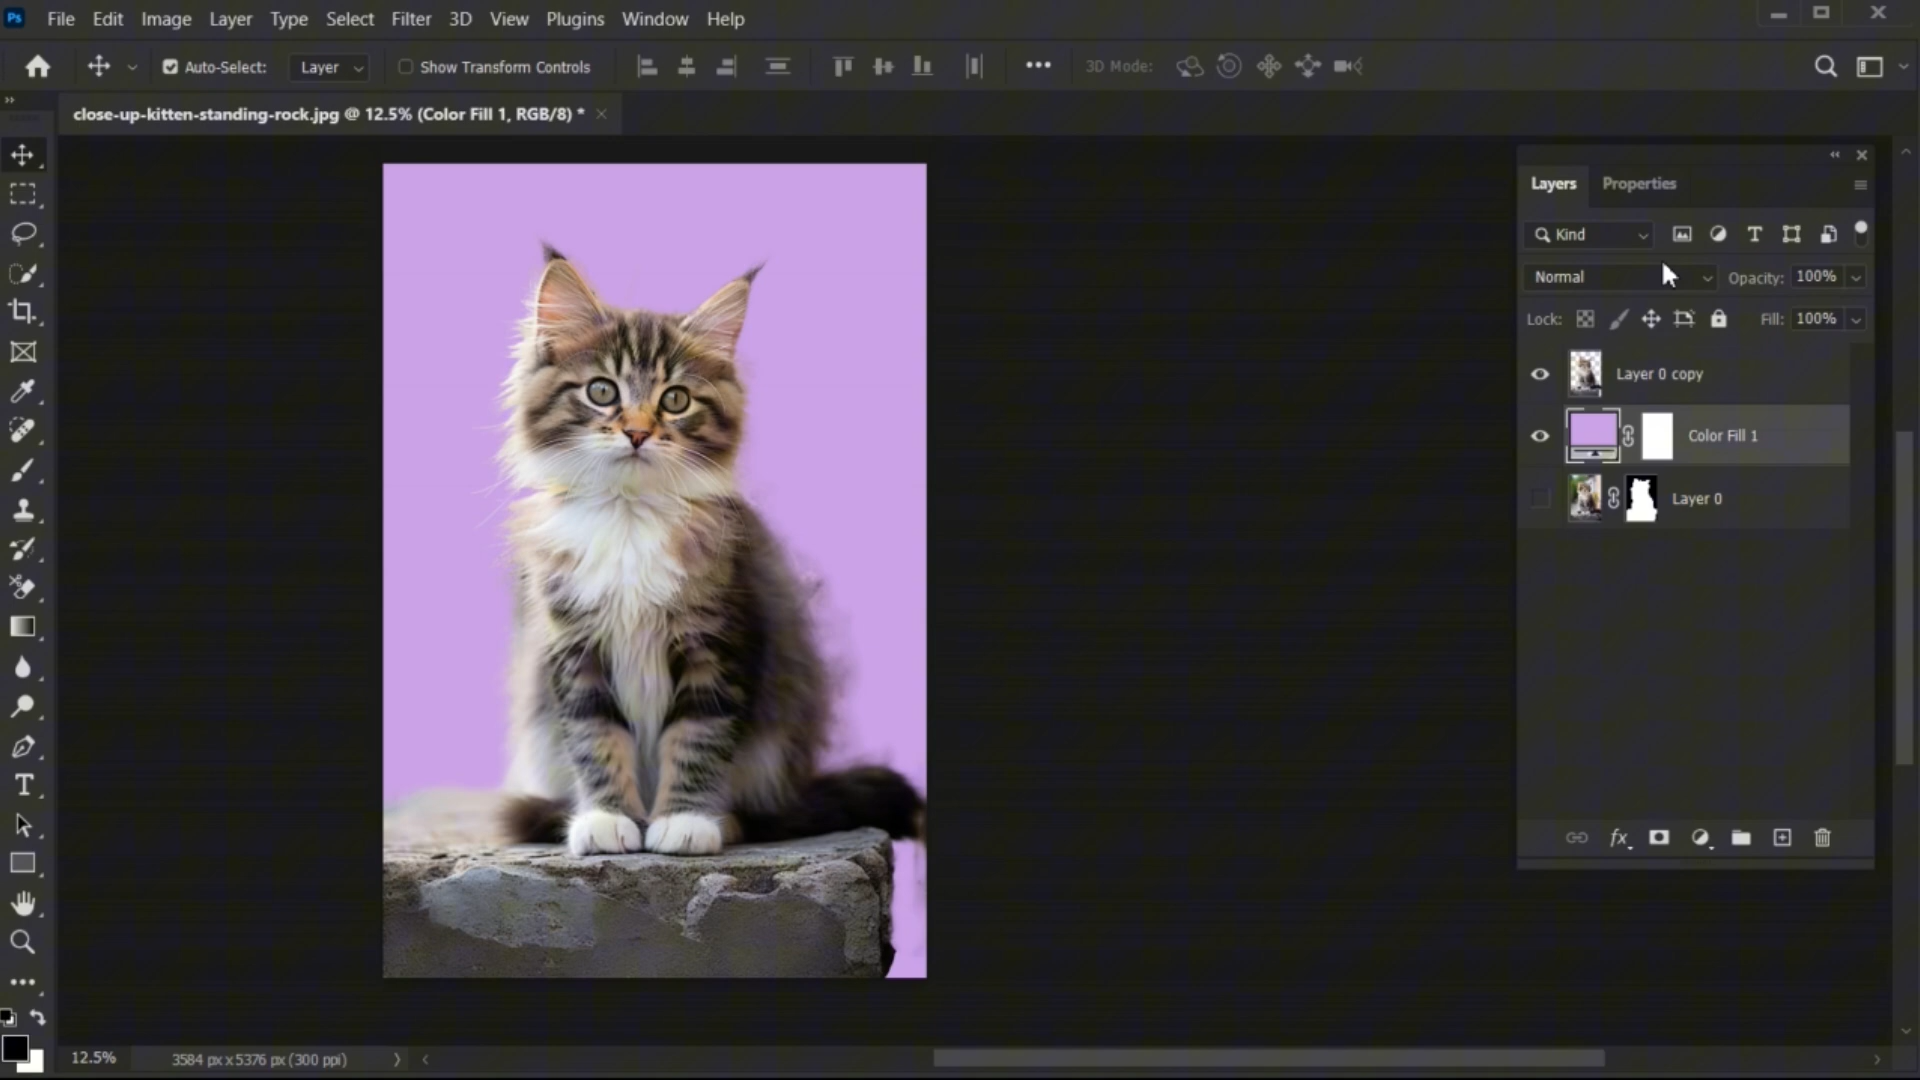 Ps File Edit Image Layer Type Select Filter 3D View Plugins Window Help
Auto-Select: Layer Show Transform Controls 3D Mode:
close-up-kitten-standing-rock.jpg @ 12.5% (Color Fill 1, RGB/8) *
Layers Properties
Kind
Normal Opacity: 100%
Lock: Fill: 100%
Layer 0 copy
Color Fill 1
Layer 0
fx
12.5% 3584 px x 5376 px (300 ppi)